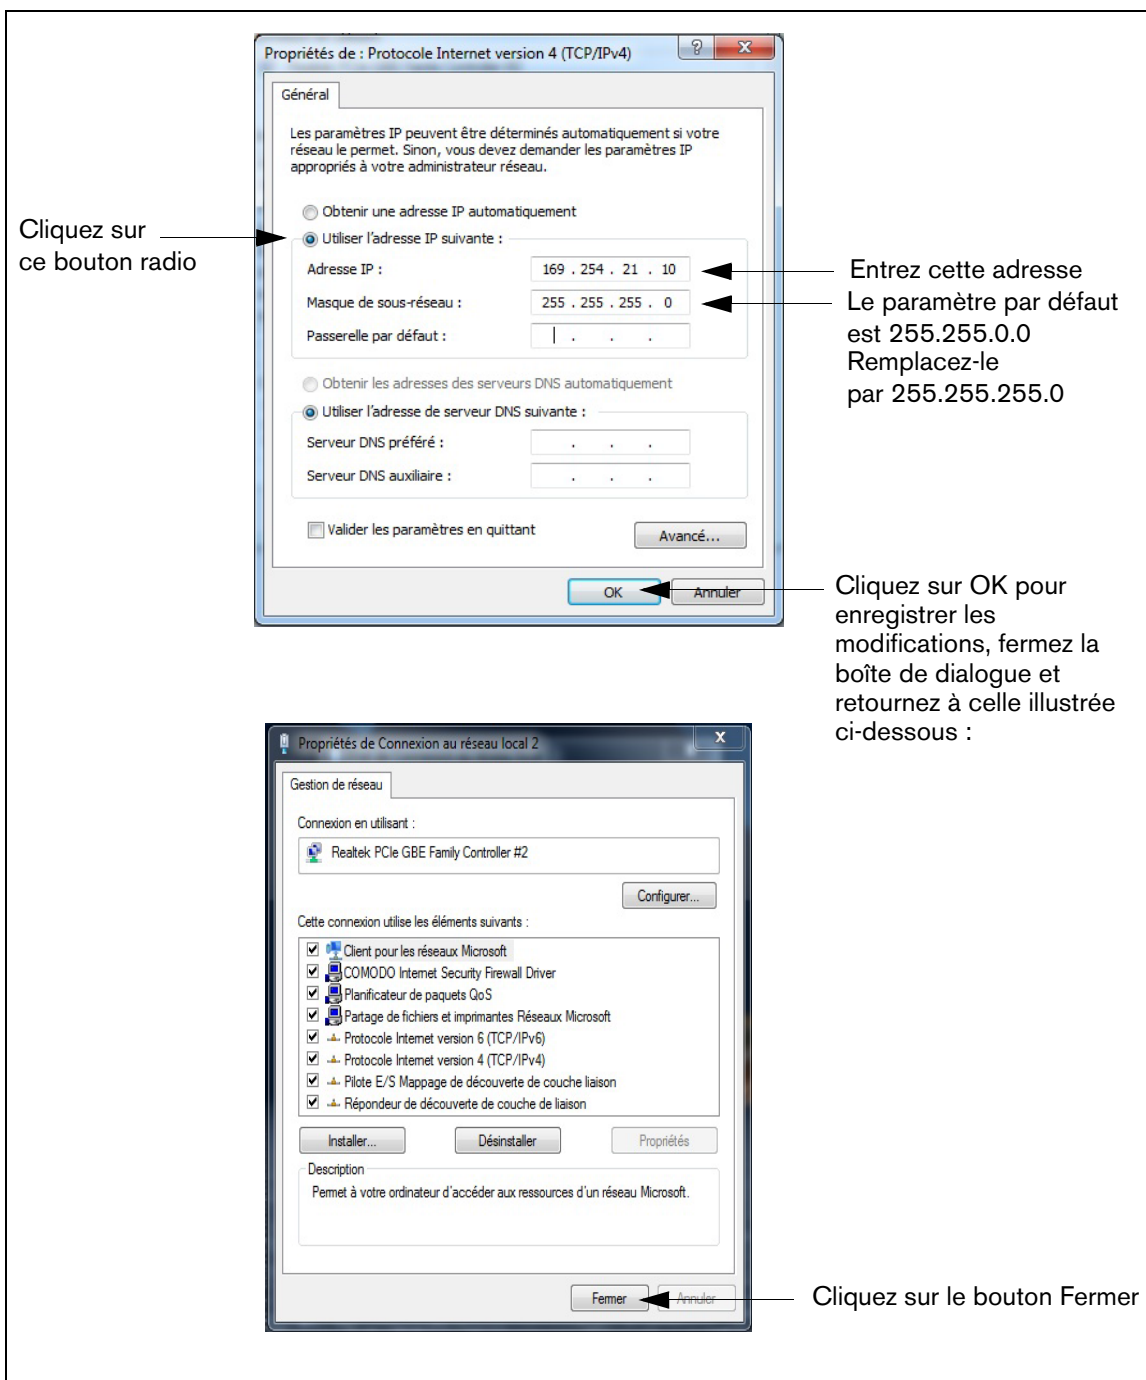 Propriétés de : Protocole Internet version 4 (TCP/IPv4)
Général
Les paramètres IP peuvent être déterminés automatiquement si votre
réseau le permet. Sinon, vous devez demander les paramètres IP
appropriés à votre administrateur réseau.
Obtenir une adresse IP automatiquement
Cliquez sur
ce bouton radio
Utiliser l'adresse IP suivante :
Adresse IP :
169 . 254 . 21 . 10
Entrez cette adresse
Masque de sous-réseau :
255 . 255 . 255 . 0
Le paramètre par défaut
est 255.255.0.0
Remplacez-le
par 255.255.255.0
Passerelle par défaut :
. . .
Obtenir les adresses des serveurs DNS automatiquement
Utiliser l'adresse de serveur DNS suivante :
Serveur DNS préféré :
. . .
Serveur DNS auxiliaire :
. . .
Valider les paramètres en quittant
Avancé...
OK
Annuler
Cliquez sur OK pour
enregistrer les
modifications, fermez la
boîte de dialogue et
retournez à celle illustrée
ci-dessous :
Propriétés de Connexion au réseau local 2
Gestion de réseau
Connexion en utilisant :
Realtek PCIe GBE Family Controller #2
Configurer...
Cette connexion utilise les éléments suivants :
Client pour les réseaux Microsoft
COMODO Internet Security Firewall Driver
Planificateur de paquets QoS
Partage de fichiers et imprimantes Réseaux Microsoft
Protocole Internet version 6 (TCP/IPv6)
Protocole Internet version 4 (TCP/IPv4)
Pilote E/S Mappage de découverte de couche liaison
Répondeur de découverte de couche de liaison
Installer...
Désinstaller
Propriétés
Description
Permet à votre ordinateur d'accéder aux ressources d'un réseau Microsoft.
Fermer
Annuler
Cliquez sur le bouton Fermer